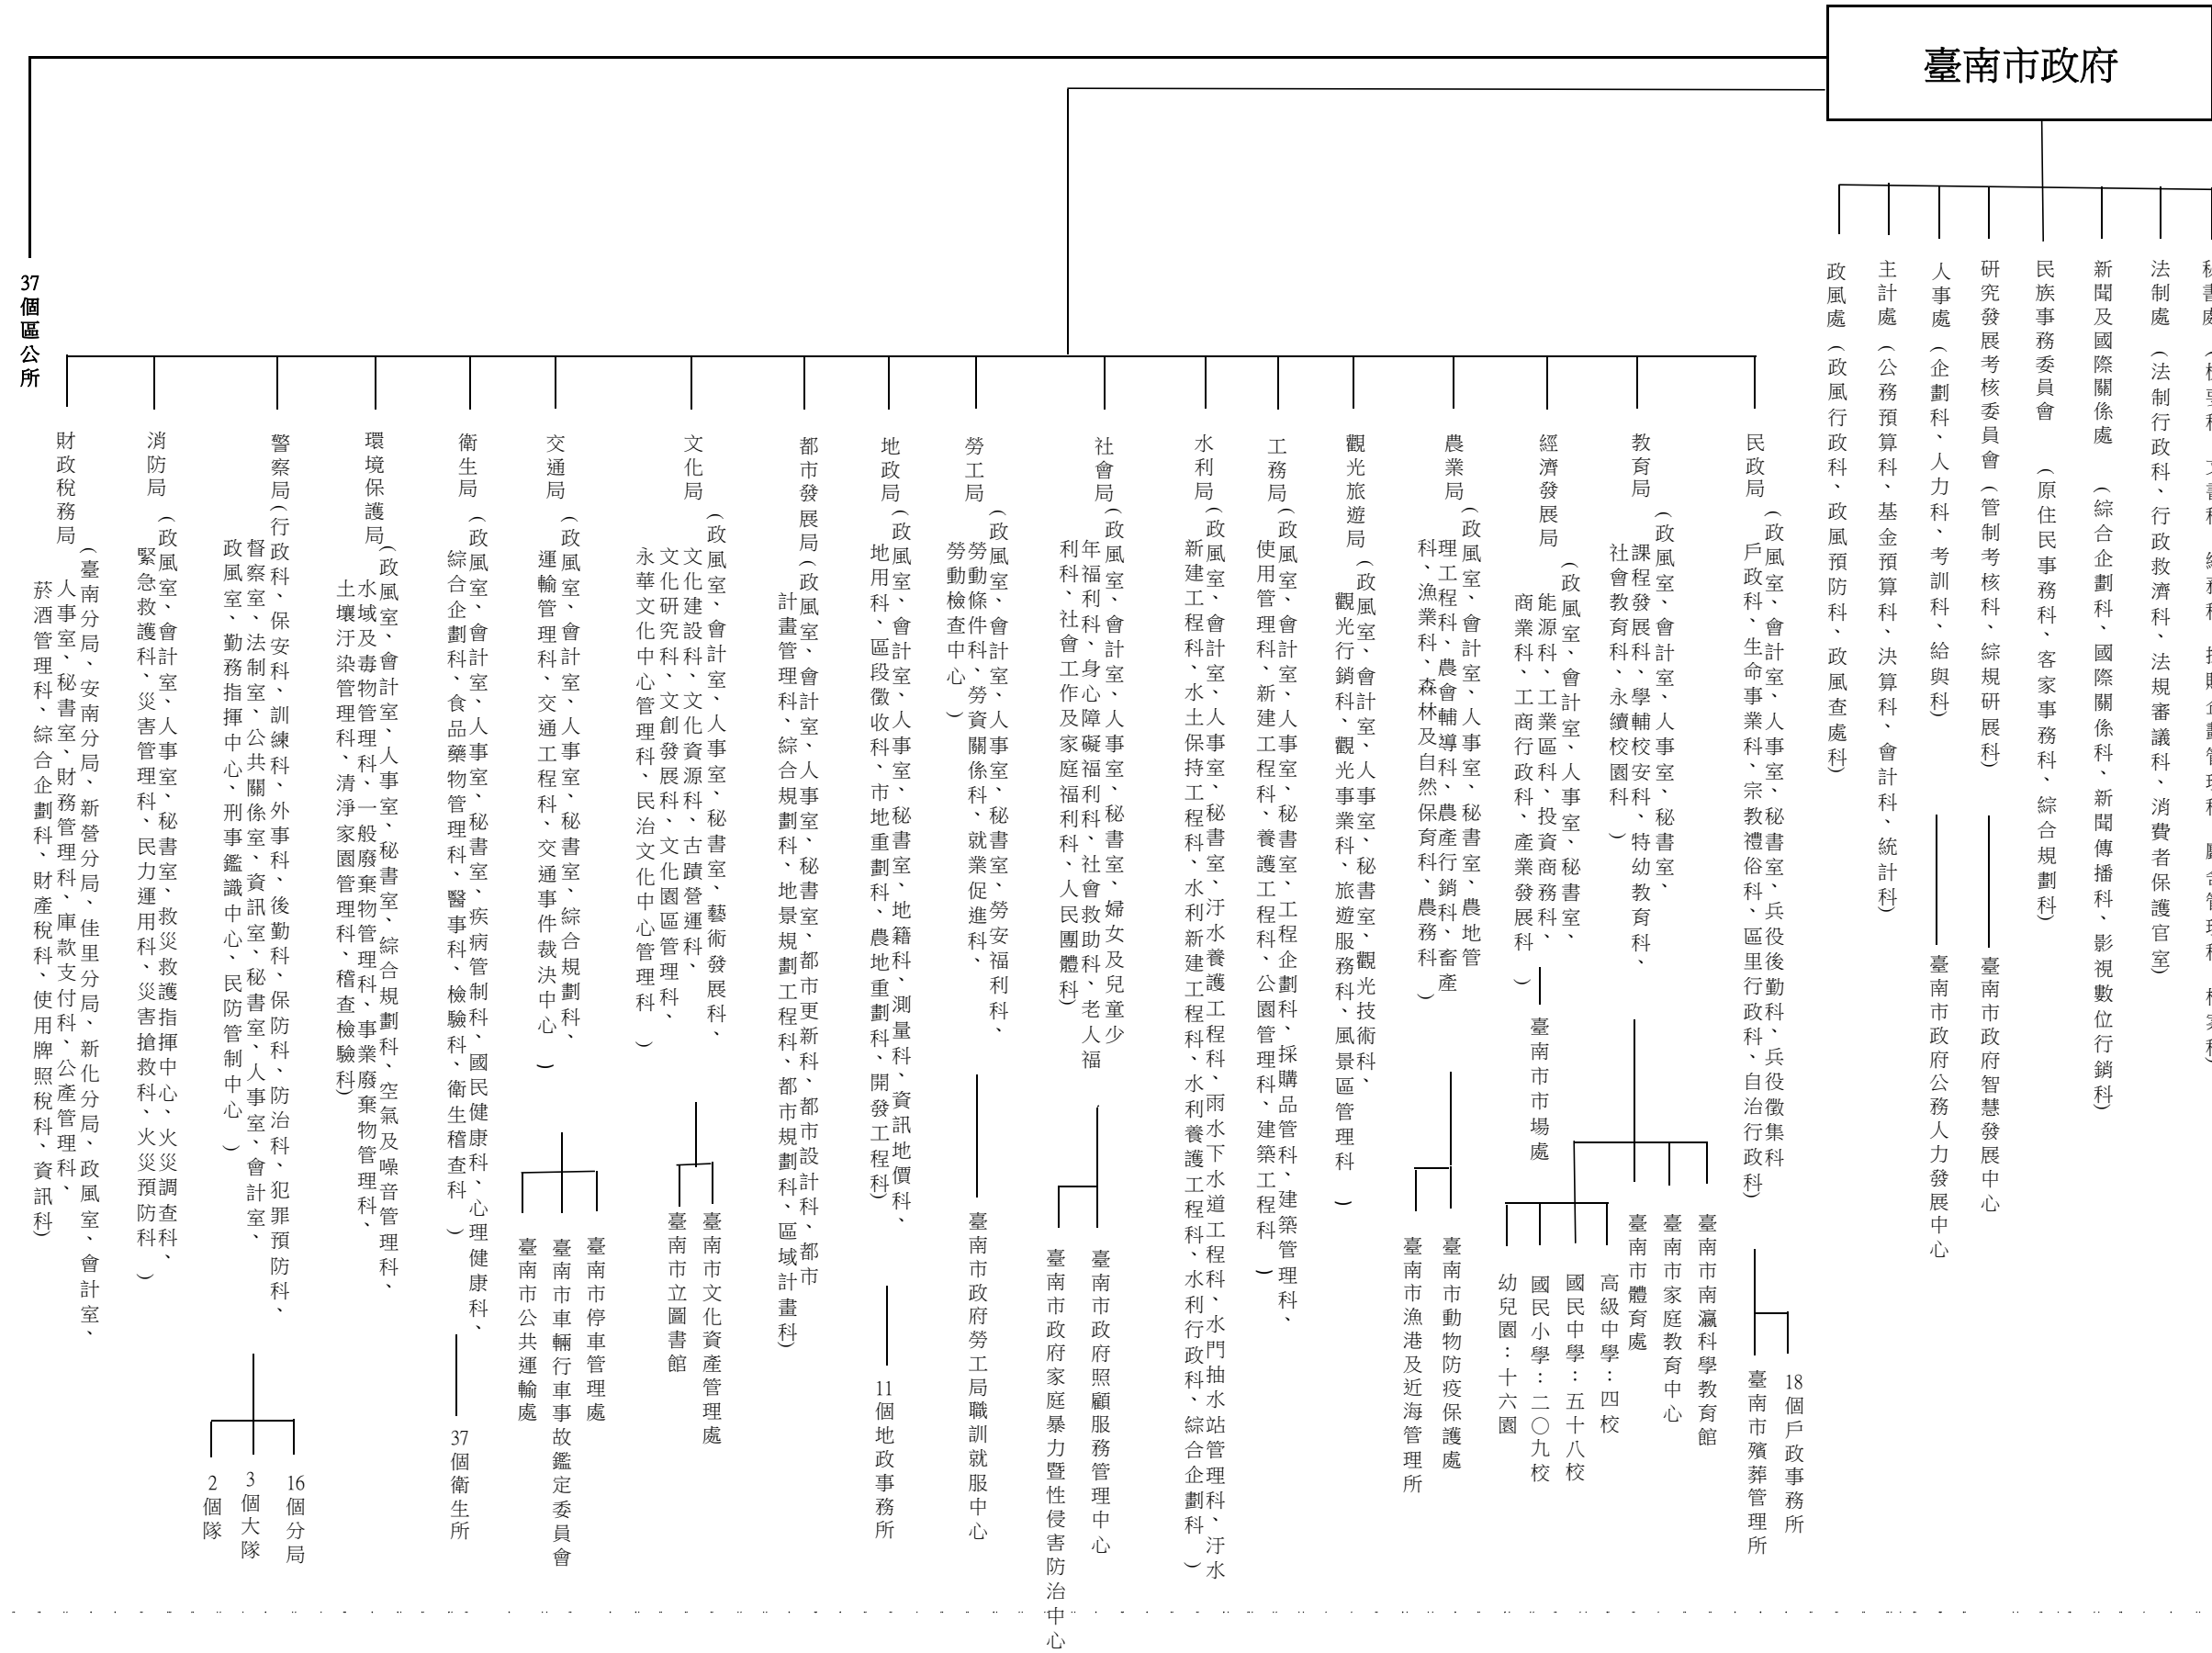 臺南市政府
秘書處
法制處
(法制行政科、行政救濟科、法規審議科、消費者保護官室)
新聞及國際關係處
(綜合企劃科、國際關係科、新聞傳播科、影視數位行銷科)
民族事務委員會
(原住民事務科、客家事務科、綜合規劃科)
研究發展考核委員會
(管制考核科、綜規研展科)
臺南市政府智慧發展中心
人事處
(企劃科、人力科、考訓科、給與科)
臺南市政府公務人力發展中心
主計處
(公務預算科、基金預算科、決算科、會計科、統計科)
政風處
(政風行政科、政風預防科、政風查處科)
民政局
(政風室、會計室、人事室、秘書室、兵役後勤科、兵役徵集科
戶政科、生命事業科、宗教禮俗科、區里行政科、自治行政科)
18個戶政事務所
臺南市殯葬管理所
教育局
(政風室、會計室、人事室、秘書室、
課程發展科、學輔校安科、特幼教育科、
社會教育科、永續校園科 )
臺南市南瀛科學教育館
臺南市家庭教育中心
臺南市體育處
高級中學：四校
國民中學：五十八校
國民小學：二〇九校
幼兒園：十六園
經濟發展局
(政風室、會計室、人事室、秘書室、
能源科、工業區科、投資商務科、
商業科、工商行政科、產業發展科 )
臺南市市場處
農業局
(政風室、會計室、人事室、秘書室、農地管
理工程科、農會輔導科、農產行銷科、畜產
科、漁業科、森林及自然保育科、農務科 )
臺南市動物防疫保護處
臺南市漁港及近海管理所
觀光旅遊局
(政風室、會計室、人事室、秘書室、觀光技術科、
觀光行銷科、觀光事業科、旅遊服務科、風景區管理科 )
工務局
(政風室、會計室、人事室、秘書室、工程企劃科、採購品管科、建築管理科、
使用管理科、新建工程科、養護工程科、公園管理科、建築工程科 )
水利局
(政風室、會計室、人事室、秘書室、汙水養護工程科、雨水下水道工程科、水門抽水站管理科、汙水
新建工程科、水土保持工程科、水利新建工程科、水利養護工程科、水利行政科、綜合企劃科 )
社會局
(政風室、會計室、人事室、秘書室、婦女及兒童少
年福利科、身心障礙福利科、社會救助科、老人福
利科、社會工作及家庭福利科、人民團體科)
臺南市政府照顧服務管理中心
臺南市政府家庭暴力暨性侵害防治中心
勞工局
(政風室、會計室、人事室、秘書室、勞安福利科、
勞動條件科、勞資關係科、就業促進科、
勞動檢查中心 )
臺南市政府勞工局職訓就服中心
地政局
(政風室、會計室、人事室、秘書室、地籍科、測量科、資訊地價科、
地用科、區段徵收科、市地重劃科、農地重劃科、開發工程科)
11個地政事務所
都市發展局
(政風室、會計室、人事室、秘書室、都市更新科、都市設計科、都市
計畫管理科、綜合規劃科、地景規劃工程科、都市規劃科、區域計畫科)
文化局
(政風室、會計室、人事室、秘書室、藝術發展科、
文化建設科、文化資源科、古蹟營運科、
文化研究科、文創發展科、文化園區管理科、
永華文化中心管理科、民治文化中心管理科 )
臺南市文化資產管理處
臺南市立圖書館
交通局
(政風室、會計室、人事室、秘書室、綜合規劃科、
運輸管理科、交通工程科、交通事件裁決中心 )
臺南市停車管理處
臺南市車輛行車事故鑑定委員會
臺南市公共運輸處
衛生局
(政風室、會計室、人事室、秘書室、疾病管制科、國民健康科、心理健康科、
綜合企劃科、食品藥物管理科、醫事科、檢驗科、衛生稽查科 )
37個衛生所
環境保護局
(政風室、會計室、人事室、秘書室、綜合規劃科、空氣及噪音管理科、
水域及毒物管理科、一般廢棄物管理科、事業廢棄物管理科、
土壤汙染管理科、清淨家園管理科、稽查檢驗科)
警察局
(行政科、保安科、訓練科、外事科、後勤科、保防科、防治科、犯罪預防科、
督察室、法制室、公共關係室、資訊室、秘書室、人事室、會計室、
政風室、勤務指揮中心、刑事鑑識中心、民防管制中心 )
16個分局
3個大隊
2個隊
消防局
(政風室、會計室、人事室、秘書室、救災救護指揮中心、火災調查科、
緊急救護科、災害管理科、民力運用科、災害搶救科、火災預防科 )
財政稅務局
(臺南分局、安南分局、新營分局、佳里分局、新化分局、政風室、會計室、
人事室、秘書室、財務管理科、庫款支付科、公產管理科、
菸酒管理科、綜合企劃科、財產稅科、使用牌照稅科、資訊科)
37個區公所